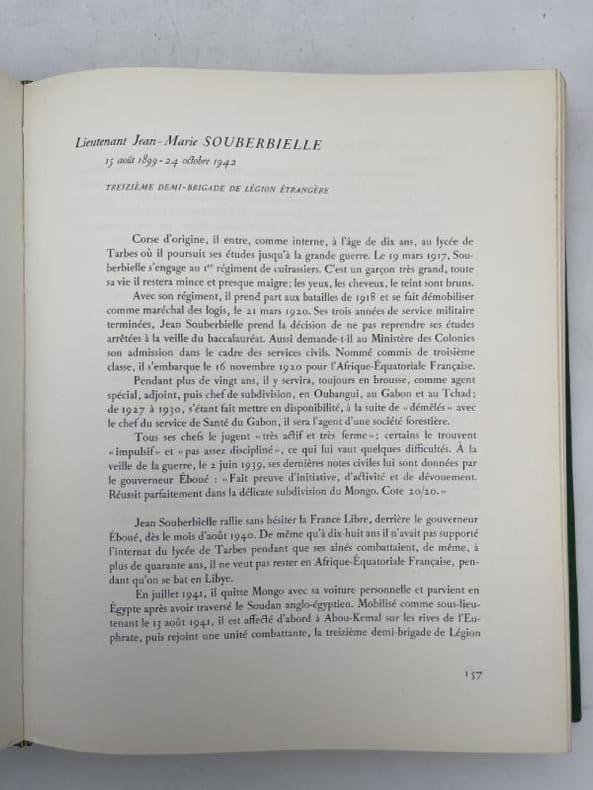 Lieutenant Jean-Marie SOUBERBIELLE
15 août 1899-24 octobre 1942
TREIZIÈME DEMI-BRIGADE DE LÉGION ÉTRANGÈRE
Corse d'origine, il entre, comme interne, à l'âge de dix ans, au lycée de
Tarbes où il poursuit ses études jusqu'à la grande guerre. Le 19 mars 1917, Sou-
berbielle s'engage au 1er régiment de cuirassiers. C'est un garçon très grand, toute
sa vie il restera mince et presque maigre; les yeux, les cheveux, le teint sont bruns.
Avec son régiment, il prend part aux batailles de 1918 et se fait démobiliser
comme maréchal des logis, le 21 mars 1920. Ses trois années de service militaire
terminées, Jean Souberbielle prend la décision de ne pas reprendre ses études
arrêtées à la veille du baccalauréat. Aussi demande-t-il au Ministère des Colonies
son admission dans le cadre des services civils. Nommé commis de troisième
classe, il s'embarque le 16 novembre 1920 pour l'Afrique-Équatoriale Française.
Pendant plus de vingt ans, il y servira, toujours en brousse, comme agent
spécial, adjoint, puis chef de subdivision, en Oubangui, au Gabon et au Tchad;
de 1927 à 1930, s'étant fait mettre en disponibilité, à la suite de «démêlés» avec
le chef du service de Santé du Gabon, il sera l'agent d'une société forestière.
Tous ses chefs le jugent «très actif et très ferme»; certains le trouvent
«impulsif» et «pas assez discipliné», ce qui lui vaut quelques difficultés. À la
veille de la guerre, le 2 juin 1939, ses dernières notes civiles lui sont données par
le gouverneur Éboué : «Fait preuve d'initiative, d'activité et de dévouement.
Réussit parfaitement dans la délicate subdivision du Mongo. Cote 20/20.»
Jean Souberbielle rallie sans hésiter la France Libre, derrière le gouverneur
Éboué, dès le mois d'août 1940. De même qu'à dix-huit ans il n'avait pas supporté
l'internat du lycée de Tarbes pendant que ses aînés combattaient, de même, à
plus de quarante ans, il ne veut pas rester en Afrique-Équatoriale Française, pen-
dant qu'on se bat en Libye.
En juillet 1941, il quitte Mongo avec sa voiture personnelle et parvient en
Égypte après avoir traversé le Soudan anglo-égyptien. Mobilisé comme sous-lieu-
tenant le 13 août 1941, il est affecté d'abord à Abou-Kemal sur les rives de l'Eu-
phrate, puis rejoint une unité combattante, la treizième demi-brigade de Légion
157